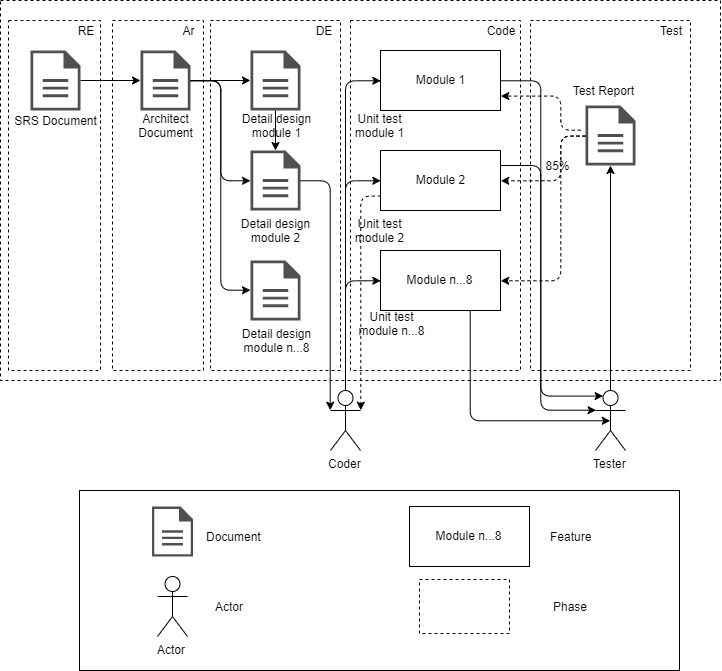 RE
Ar
DE
Code
Test
SRS Document
Architect
Document
Detail design
module 1
Module 1
Unit test
module 1
Test Report
85%
Detail design
module 2
Module 2
Unit test
module 2
Detail design
module n...8
Module n...8
Unit test
module n...8
Coder
Tester
Document
Module n...8
Feature
Actor
Actor
Phase